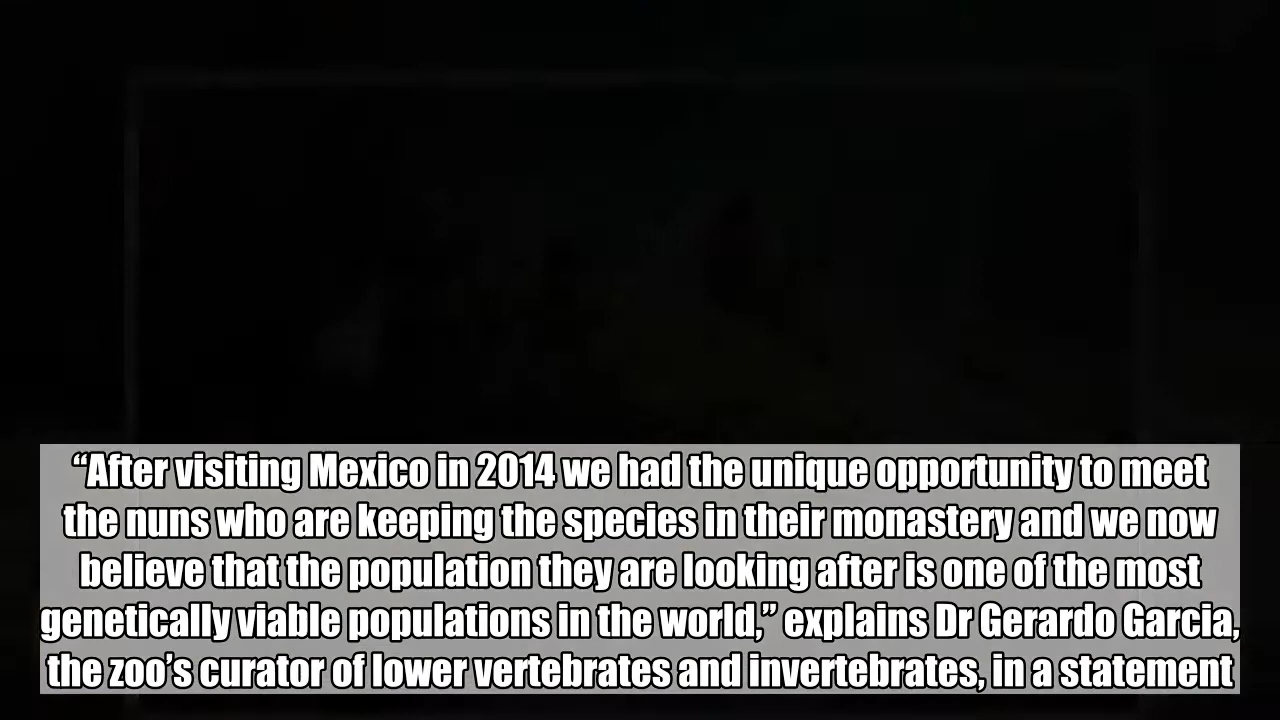 “After visiting Mexico in 2014 we had the unique opportunity to meet
the nuns who are keeping the species in their monastery and we now
believe that the population they are looking after is one of the most
genetically viable populations in the world,” explains Dr Gerardo Garcia,
the zoo’s curator of lower vertebrates and invertebrates, in a statement